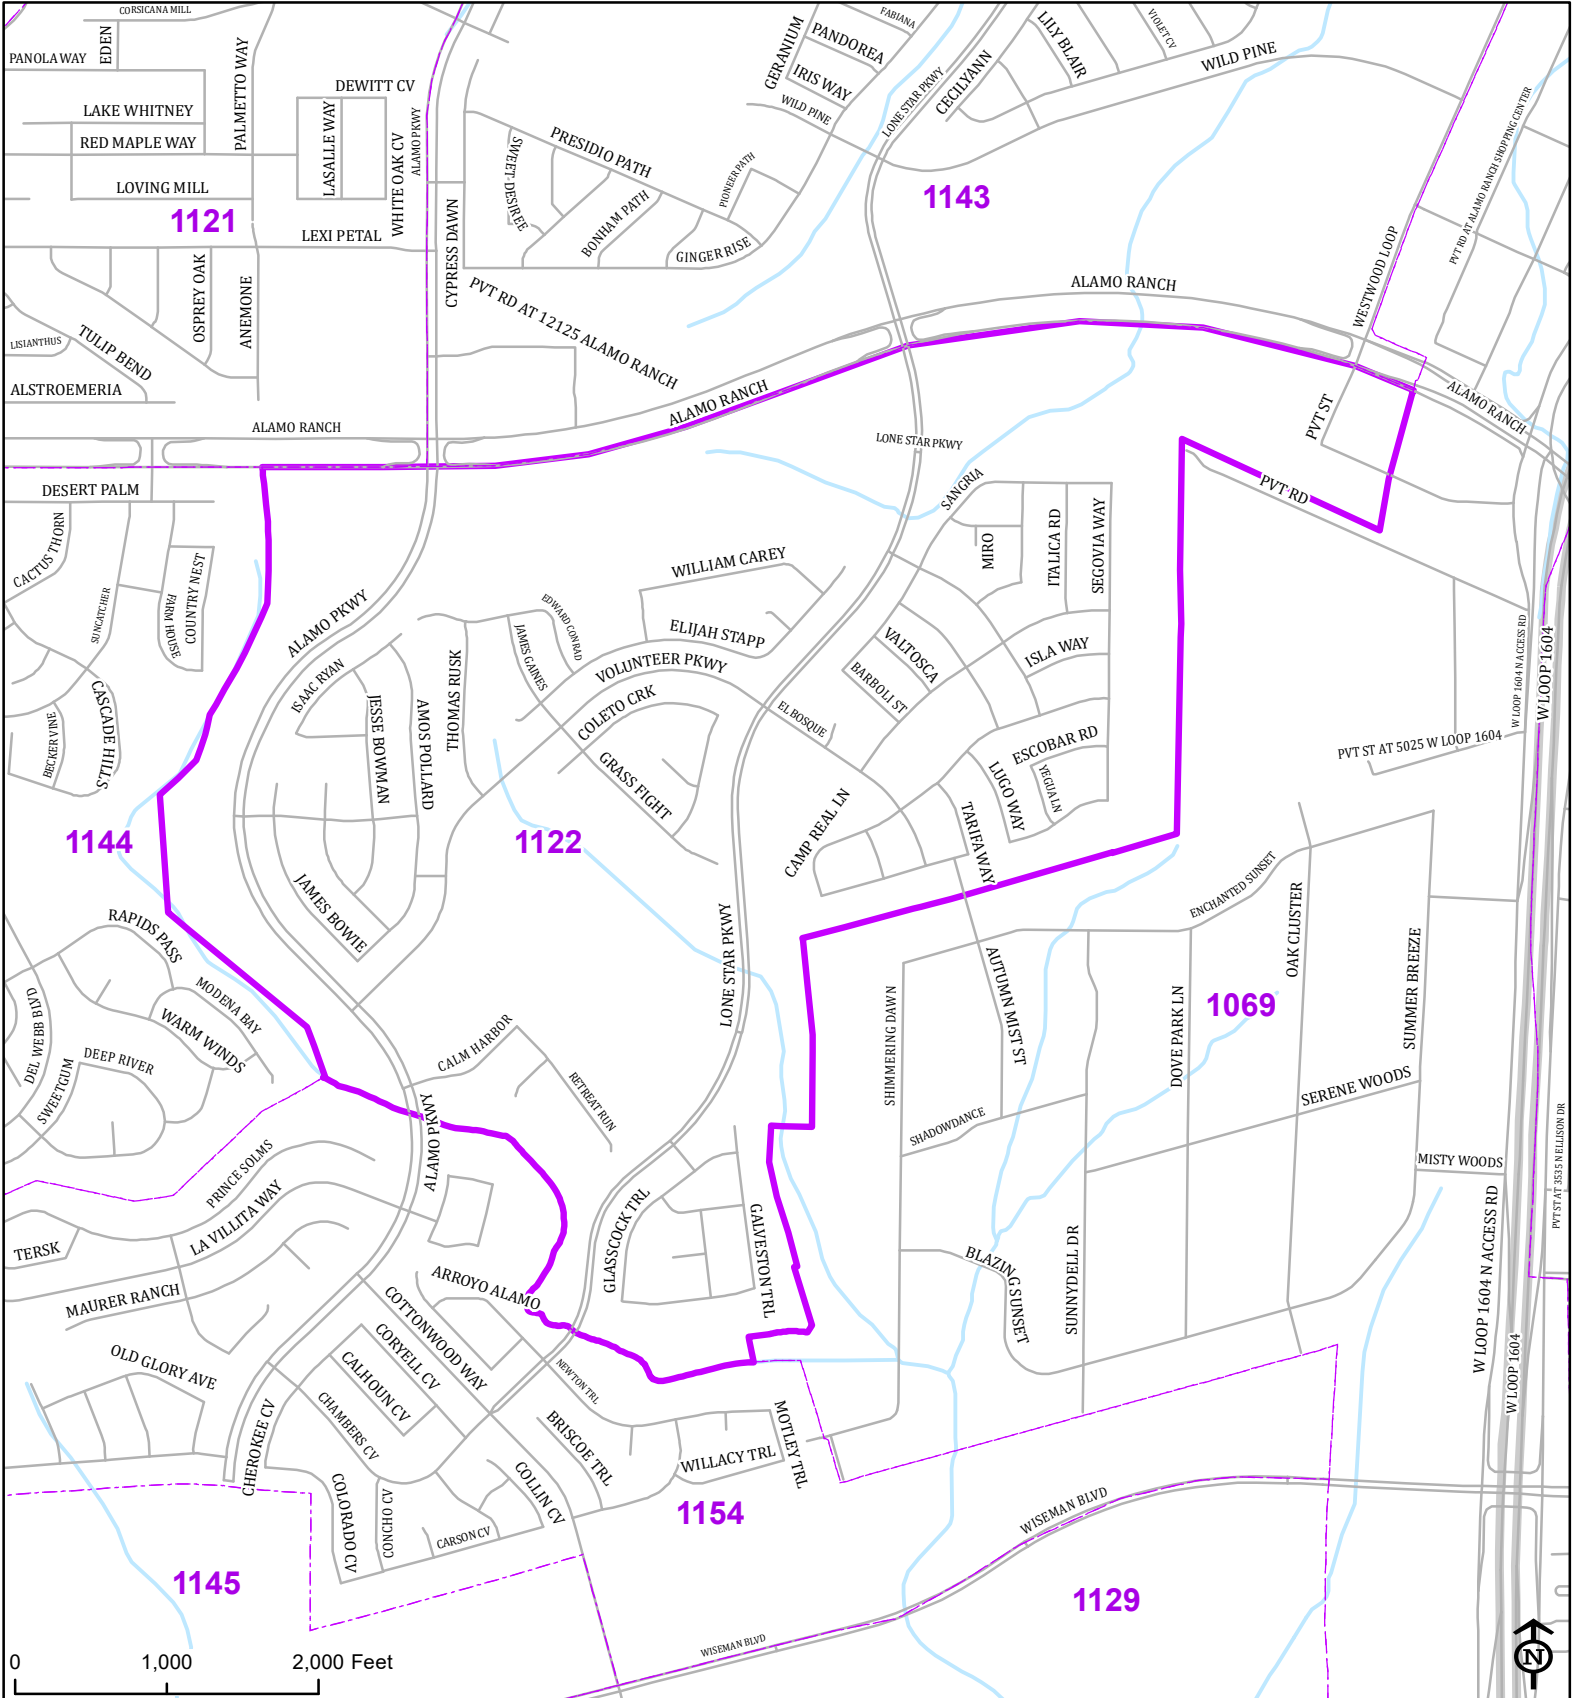 CORSICANA MILL
EDEN
PANOLA WAY
PALMETTO WAY
DEWITT CV
LAKE WHITNEY
RED MAPLE WAY
LASALLE WAY
WHITE OAK CV
ALAMO PKWY
LOVING MILL
1121
LEXI PETAL
CYPRESS DAWN
OSPREY OAK
ANEMONE
LISIANTHUS
TULIP BEND
ALSTROEMERIA
ALAMO RANCH
FABIANA
GERANIUM
PANDOREA
IRIS WAY
WILD PINE
LONE STAR PKWY
CECILYANN
LILY BLAIR
VIOLET CV
WILD PINE
PRESIDIO PATH
SWEET DESIREE
BONHAM PATH
PIONEER PATH
GINGER RISE
1143
PVT RD AT 12125 ALAMO RANCH
ALAMO RANCH
ALAMO RANCH
WESTWOOD LOOP
PVT RD AT ALAMO RANCH SHOPPING CENTER
ALAMO RANCH
PVT ST
PVT RD
LONE STAR PKWY
DESERT PALM
CACTUS THORN
SUNCATCHER
FARM HOUSE
COUNTRY NEST
CASCADE HILLS
BECKER VINE
1144
ALAMO PKWY
ISAAC RYAN
JESSE BOWMAN
AMOS POLLARD
THOMAS RUSK
JAMES GAINES
EDWARD CONRAD
WILLIAM CAREY
ELIJAH STAPP
VOLUNTEER PKWY
COLETO CRK
GRASS FIGHT
1122
JAMES BOWIE
SANGRIA
MIRO
ITALICA RD
SEGOVIA WAY
VALTOSCA
BARBOLI ST
ISLA WAY
EL BOSQUE
ESCOBAR RD
LUGO WAY
YEGUA LN
CAMP REAL LN
TARIFA WAY
W LOOP 1604 N ACCESS RD
W LOOP 1604
PVT ST AT 5025 W LOOP 1604
ENCHANTED SUNSET
OAK CLUSTER
SUMMER BREEZE
LONE STAR PKWY
AUTUMN MIST ST
SHIMMERING DAWN
DOVE PARK LN
1069
SERENE WOODS
SHADOWDANCE
MISTY WOODS
PVT ST AT 3535 N ELLISON DR
RAPIDS PASS
MODENA BAY
WARM WINDS
DEL WEBB BLVD
DEEP RIVER
SWEETGUM
CALM HARBOR
RETREAT RUN
ALAMO PKWY
PRINCE SOLMS
LA VILLITA WAY
TERSK
MAURER RANCH
ARROYO ALAMO
GLASSCOCK TRL
GALVESTON TRL
BLAZING SUNSET
SUNNYDELL DR
W LOOP 1604 N ACCESS RD
W LOOP 1604
OLD GLORY AVE
COTTONWOOD WAY
CORYELL CV
CALHOUN CV
CHAMBERS CV
CHEROKEE CV
NEWTON TRL
BRISCOE TRL
WILLACY TRL
MOTLEY TRL
COLLIN CV
COLORADO CV
CONCHO CV
CARSON CV
1154
WISEMAN BLVD
1145
1129
WISEMAN BLVD
0 1,000 2,000 Feet
N